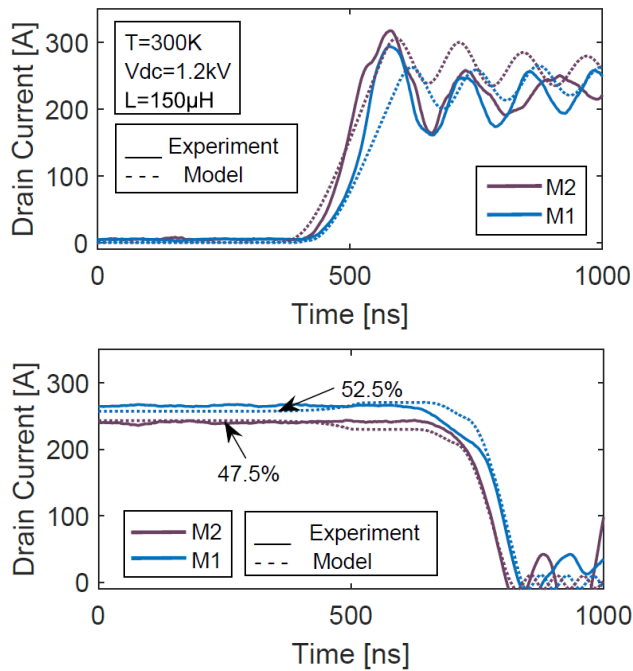 300
200
100
0
Drain Current [A]
T=300K
Vdc=1.2kV
L=150μH
Experiment
Model
M2
M1
0
500
1000
Time [ns]
300
200
100
0
Drain Current [A]
52.5%
47.5%
M2
M1
Experiment
Model
0
500
1000
Time [ns]